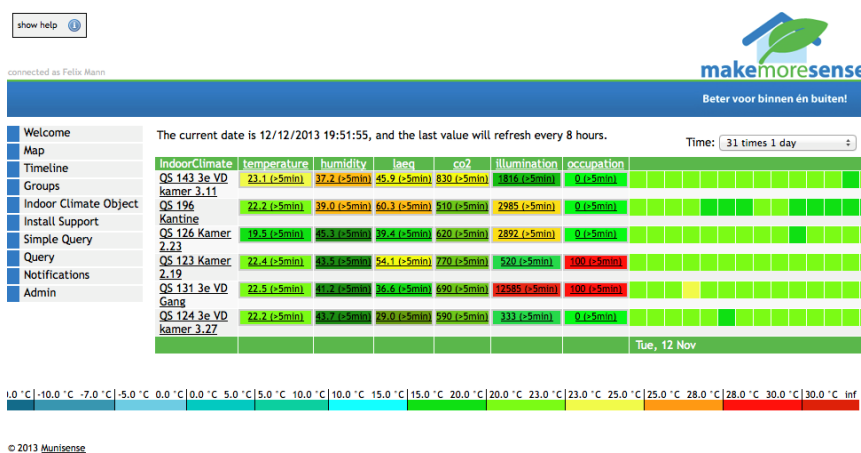 show help
connected as Felix Mann
makemoresense
Beter voor binnen én buiten!
Welcome
Map
Timeline
Groups
Indoor Climate Object
Install Support
Simple Query
Query
Notifications
Admin
The current date is 12/12/2013 19:51:55, and the last value will refresh every 8 hours.
Time: 31 times 1 day
IndoorClimate temperature humidity laeq co2 illumination occupation
QS 143 3e VD kamer 3.11 23.1 (>5min) 37.2 (>5min) 45.9 (>5min) 830 (>5min) 1816 (>5min) 0 (>5min)
QS 196 Kantine 22.2 (>5min) 39.0 (>5min) 60.3 (>5min) 510 (>5min) 2985 (>5min) 0 (>5min)
QS 126 Kamer 2.23 19.5 (>5min) 45.3 (>5min) 39.4 (>5min) 620 (>5min) 2892 (>5min) 0 (>5min)
QS 123 Kamer 2.19 22.4 (>5min) 43.5 (>5min) 54.1 (>5min) 770 (>5min) 520 (>5min) 100 (>5min)
QS 131 3e VD Gang 22.5 (>5min) 41.2 (>5min) 36.6 (>5min) 690 (>5min) 12585 (>5min) 100 (>5min)
QS 124 3e VD kamer 3.27 22.2 (>5min) 43.7 (>5min) 29.0 (>5min) 590 (>5min) 333 (>5min) 0 (>5min)
Tue, 12 Nov
-10.0 °C -7.0 °C -5.0 °C 0.0 °C 0.0 °C 5.0 °C 5.0 °C 10.0 °C 10.0 °C 15.0 °C 15.0 °C 20.0 °C 20.0 °C 23.0 °C 23.0 °C 25.0 °C 25.0 °C 28.0 °C 28.0 °C 30.0 °C 30.0 °C inf
© 2013 Munisense